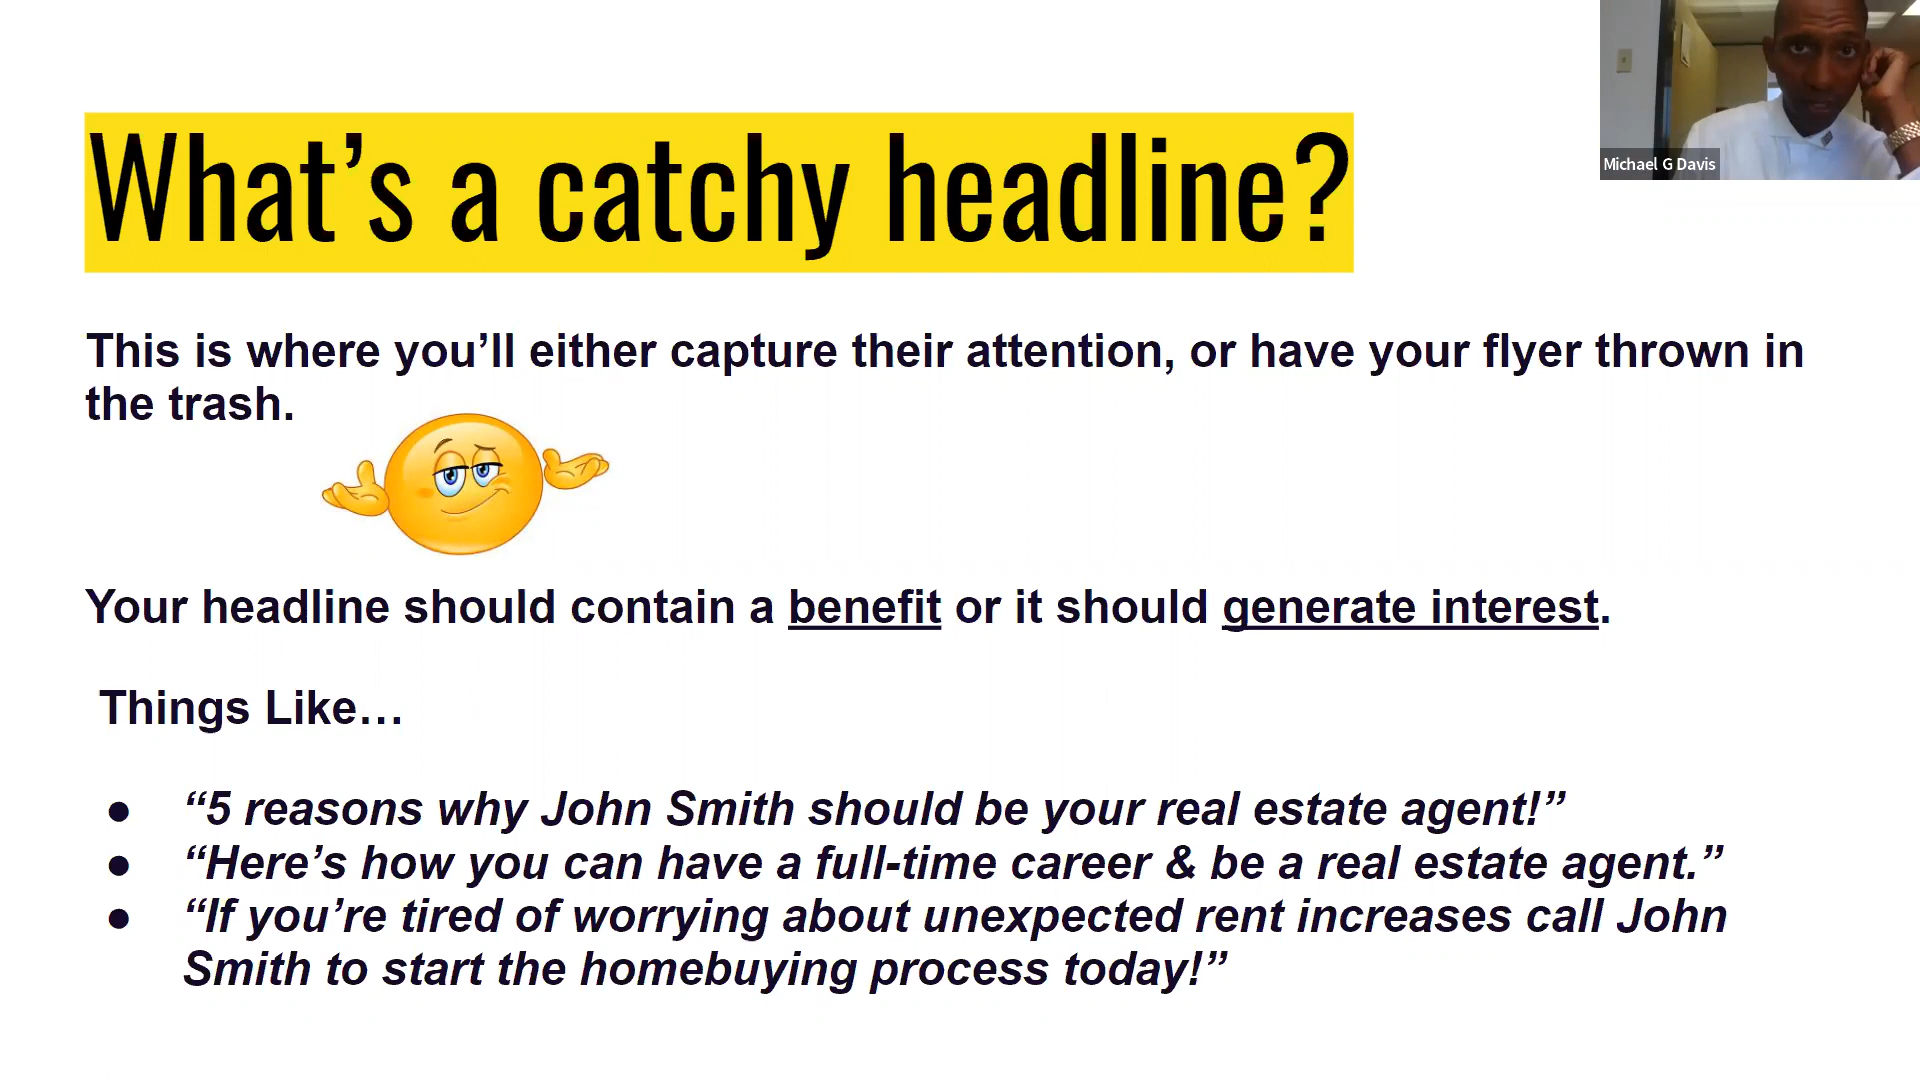 What’s a catchy headline?
Michael G Davis
This is where you’ll either capture their attention, or have your flyer thrown in
the trash.
Your headline should contain a benefit or it should generate interest.
Things Like…
● “5 reasons why John Smith should be your real estate agent!”
● “Here’s how you can have a full-time career & be a real estate agent.”
● “If you’re tired of worrying about unexpected rent increases call John
Smith to start the homebuying process today!”